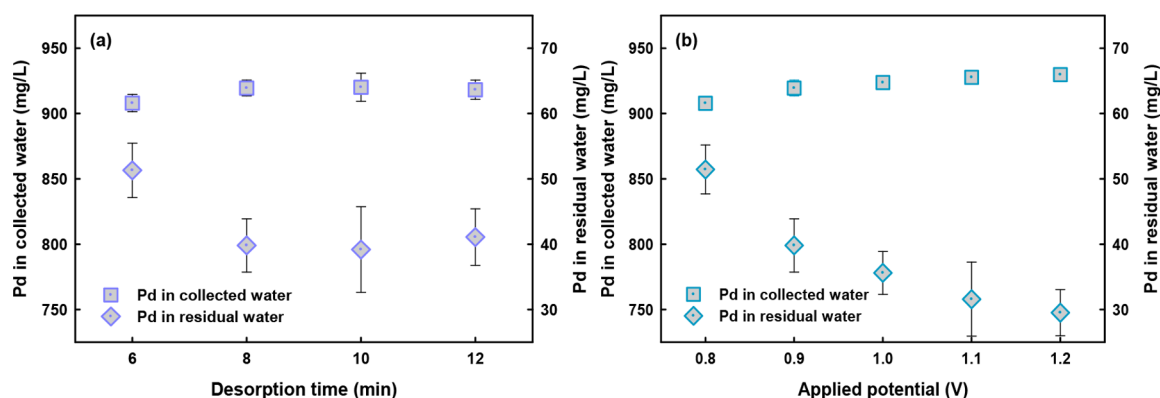 (a)
Pd in collected water (mg/L)
950
900
850
800
750
70
60
50
40
30
Pd in residual water (mg/L)
Pd in collected water
Pd in residual water
6
8
10
12
Desorption time (min)
(b)
Pd in collected water (mg/L)
950
900
850
800
750
70
60
50
40
30
Pd in residual water (mg/L)
Pd in collected water
Pd in residual water
0.8
0.9
1.0
1.1
1.2
Applied potential (V)